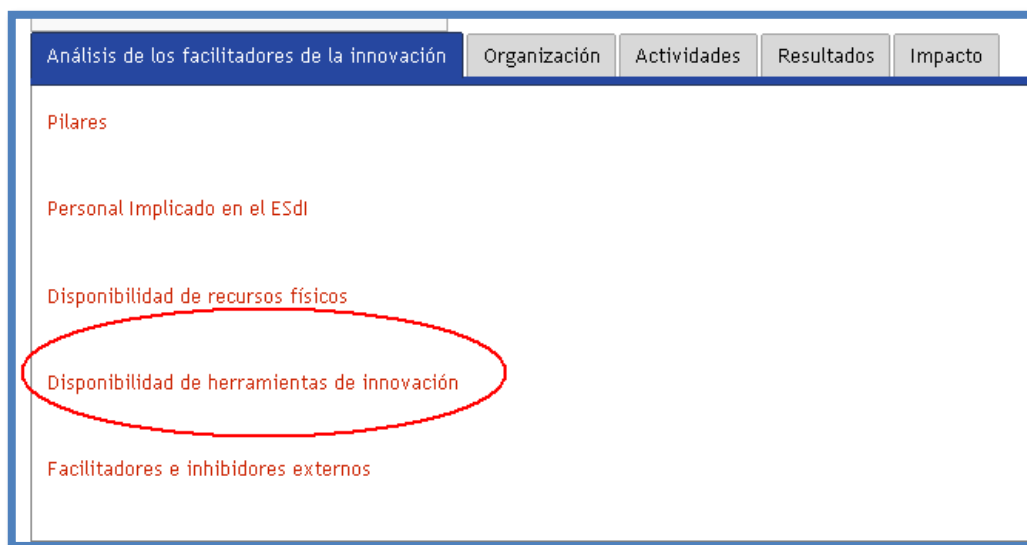 Análisis de los facilitadores de la innovación Organización Actividades Resultados Impacto
Pilares
Personal Implicado en el ESdI
Disponibilidad de recursos físicos
Disponibilidad de herramientas de innovación
Facilitadores e inhibidores externos